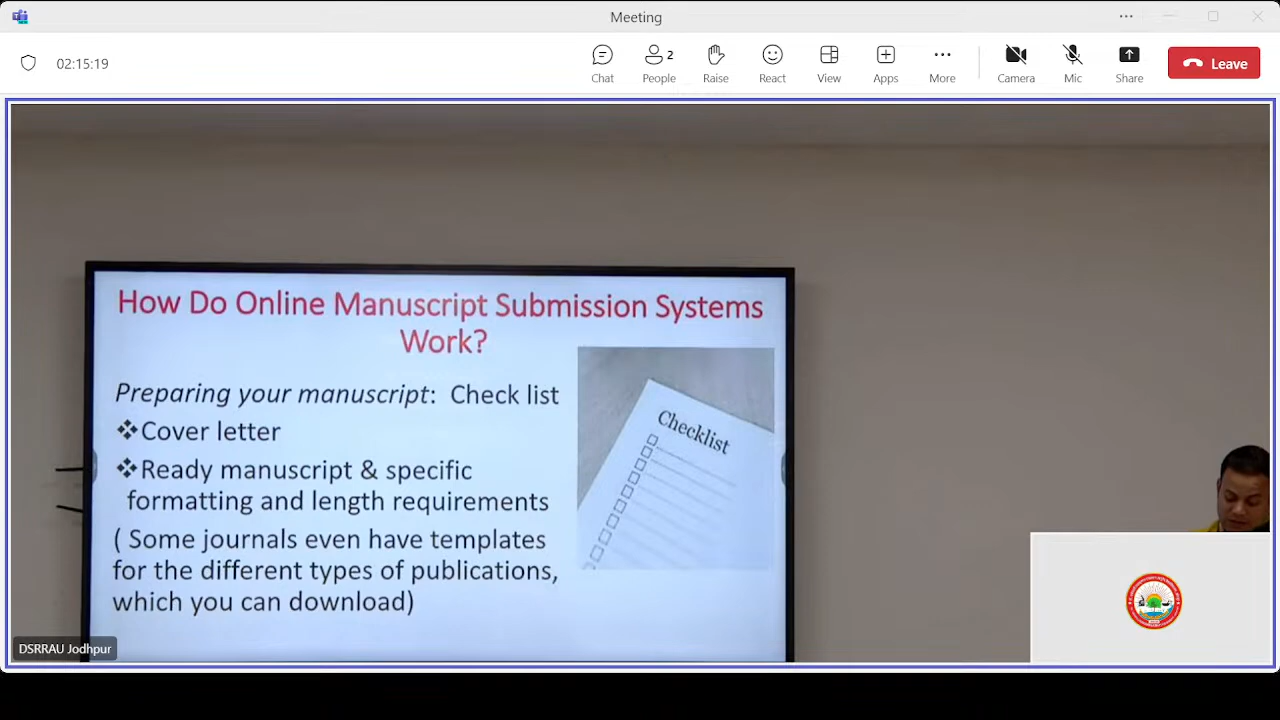 Meeting
02:15:19
Chat
People
2
Raise
React
View
Apps
More
Camera
Mic
Share
Leave
How Do Online Manuscript Submission Systems
Work?
Preparing your manuscript: Check list
❖Cover letter
❖Ready manuscript & specific
formatting and length requirements
( Some journals even have templates
for the different types of publications,
which you can download)
Checklist
DSRRAU Jodhpur